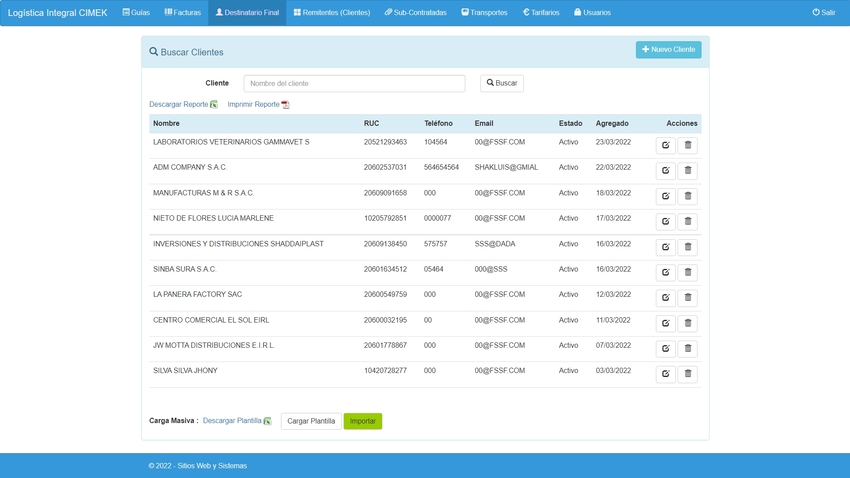 Logística Integral CIMEK Guías Facturas Destinatario Final Remitentes (Clientes) Sub-Contratadas Transportes Tarifarios Usuarios Salir
Buscar Clientes Nuevo Cliente
Cliente Nombre del cliente Buscar
Descargar Reporte Imprimir Reporte
Nombre RUC Teléfono Email Estado Agregado Acciones
LABORATORIOS VETERINARIOS GAMMAVET S 20521293463 104564 00@FSSF.COM Activo 23/03/2022
ADM COMPANY S.A.C. 20602537031 564654564 SHAKLUIS@GMIAL Activo 22/03/2022
MANUFACTURAS M & R S.A.C. 20609091658 000 00@FSSF.COM Activo 18/03/2022
NIETO DE FLORES LUCIA MARLENE 10205792851 0000077 00@FSSF.COM Activo 17/03/2022
INVERSIONES Y DISTRIBUCIONES SHADDAIPLAST 20609138450 575757 SSS@DADA Activo 16/03/2022
SINBA SURA S.A.C. 20601634512 05464 000@SSS Activo 16/03/2022
LA PANERA FACTORY SAC 20600549759 000 00@FSSF.COM Activo 12/03/2022
CENTRO COMERCIAL EL SOL EIRL 20600032195 00 00@FSSF.COM Activo 11/03/2022
JW MOTTA DISTRIBUCIONES E.I.R.L. 20601778867 000 00@FSSF.COM Activo 07/03/2022
SILVA SILVA JHONY 10420728277 000 00@FSSF.COM Activo 03/03/2022
Carga Masiva : Descargar Plantilla Cargar Plantilla Importar
© 2022 - Sitios Web y Sistemas